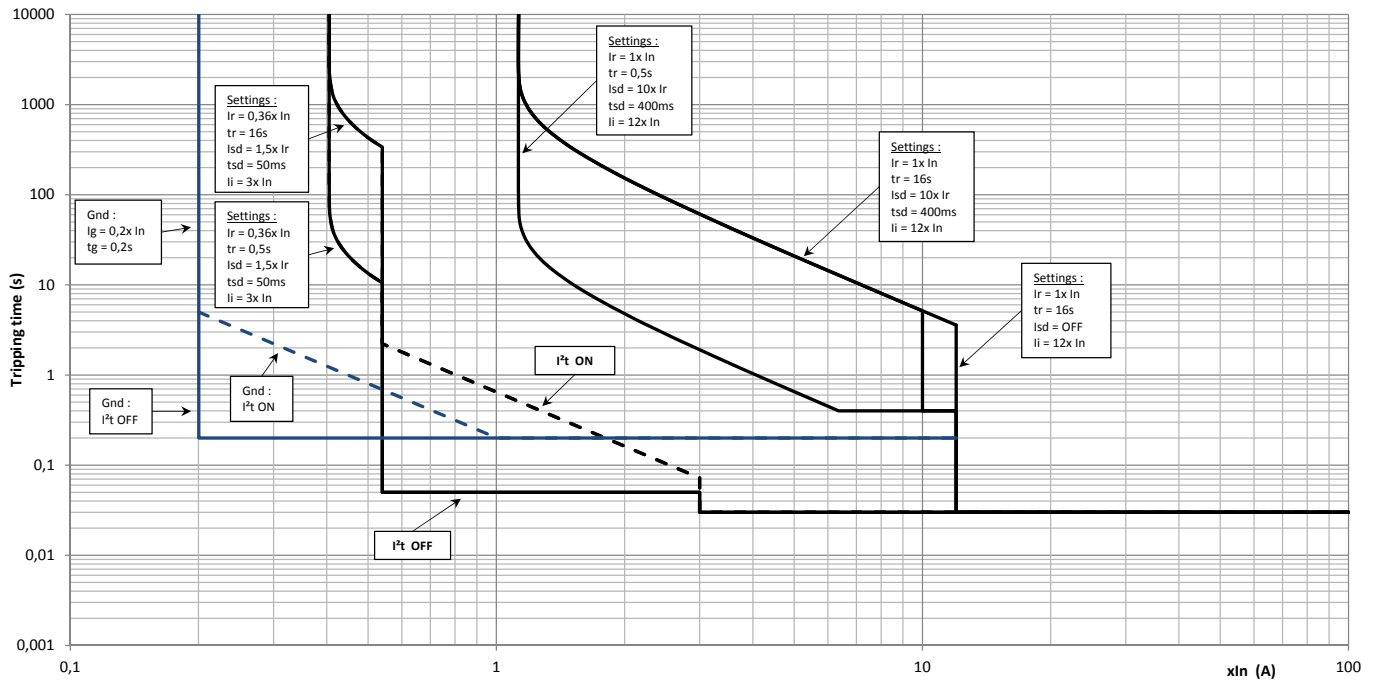 10000
1000
100
10
1
0,1
0,01
0,001
Tripping time (s)
0,1
1
10
100
xIn (A)
Settings :
Ir = 0,36x In
tr = 16s
Isd = 1,5x Ir
tsd = 50ms
Ii = 3x In
Settings :
Ir = 0,36x In
tr = 0,5s
Isd = 1,5x Ir
tsd = 50ms
Ii = 3x In
Gnd :
Ig = 0,2x In
tg = 0,2s
Gnd :
I²t OFF
Gnd :
I²t ON
Settings :
Ir = 1x In
tr = 0,5s
Isd = 10x Ir
tsd = 400ms
Ii = 12x In
Settings :
Ir = 1x In
tr = 16s
Isd = 10x Ir
tsd = 400ms
Ii = 12x In
Settings :
Ir = 1x In
tr = 16s
Isd = OFF
Ii = 12x In
I²t ON
I²t OFF